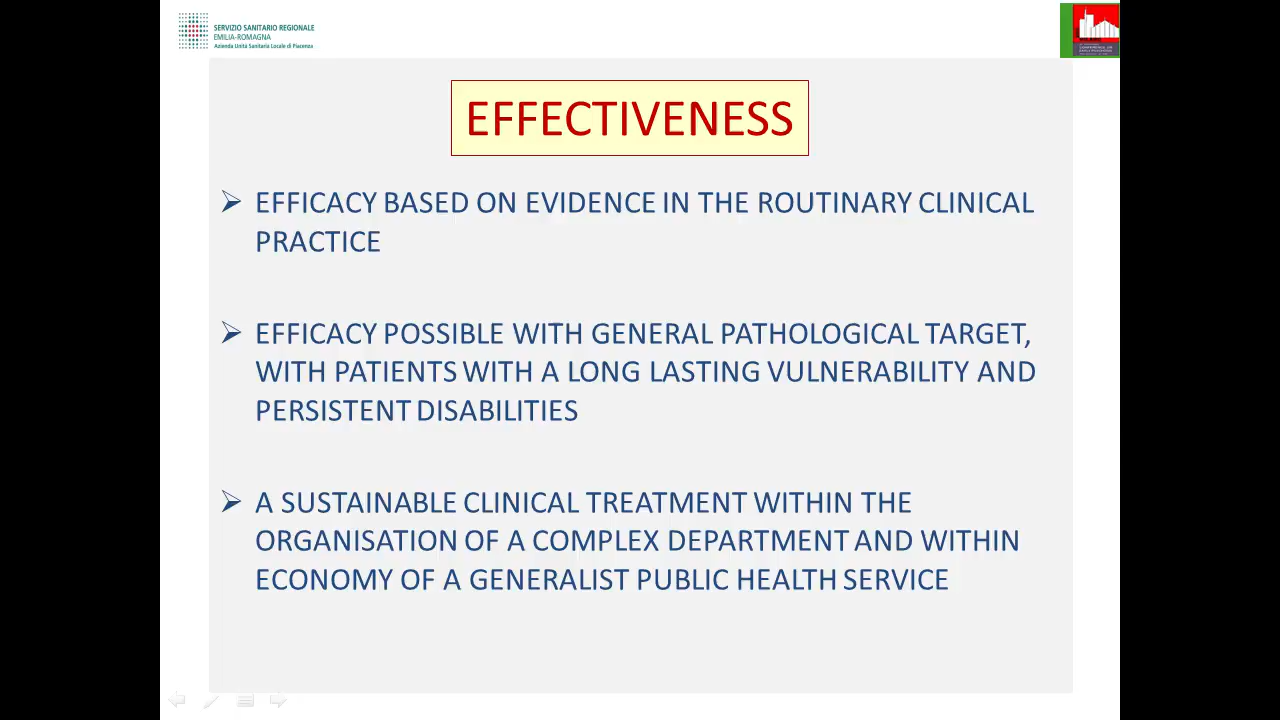 SERVIZIO SANITARIO REGIONALE
EMILIA-ROMAGNA
Azienda Unità Sanitaria Locale di Piacenza
EFFECTIVENESS
EFFICACY BASED ON EVIDENCE IN THE ROUTINARY CLINICAL
PRACTICE
EFFICACY POSSIBLE WITH GENERAL PATHOLOGICAL TARGET,
WITH PATIENTS WITH A LONG LASTING VULNERABILITY AND
PERSISTENT DISABILITIES
A SUSTAINABLE CLINICAL TREATMENT WITHIN THE
ORGANISATION OF A COMPLEX DEPARTMENT AND WITHIN
ECONOMY OF A GENERALIST PUBLIC HEALTH SERVICE